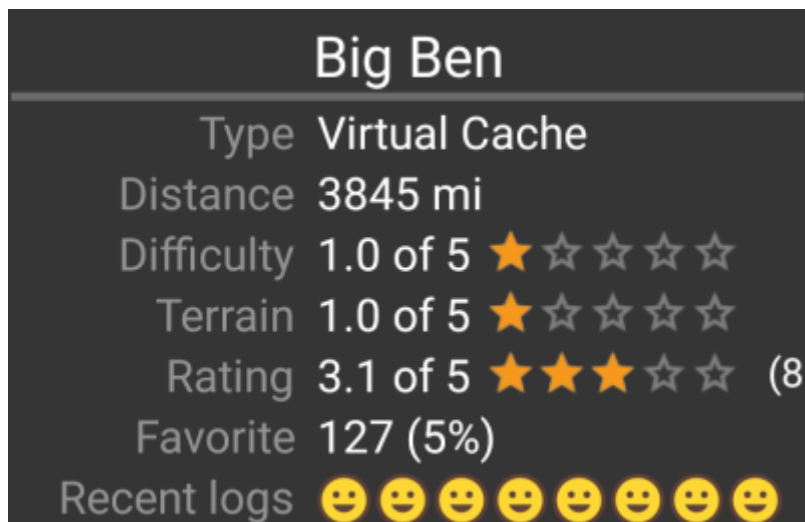 Big Ben
Type Virtual Cache
Distance 3845 mi
Difficulty 1.0 of 5
Terrain 1.0 of 5
Rating 3.1 of 5 (8
Favorite 127 (5%)
Recent logs